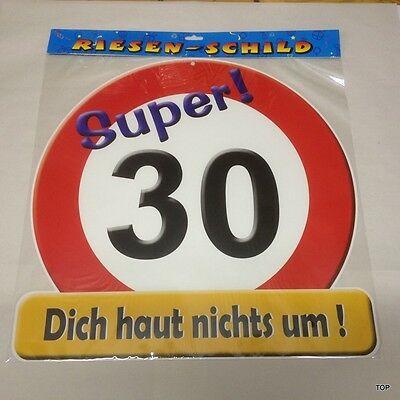 RIESEN-SCHILD
Super!
30
Dich haut nichts um !
TOP